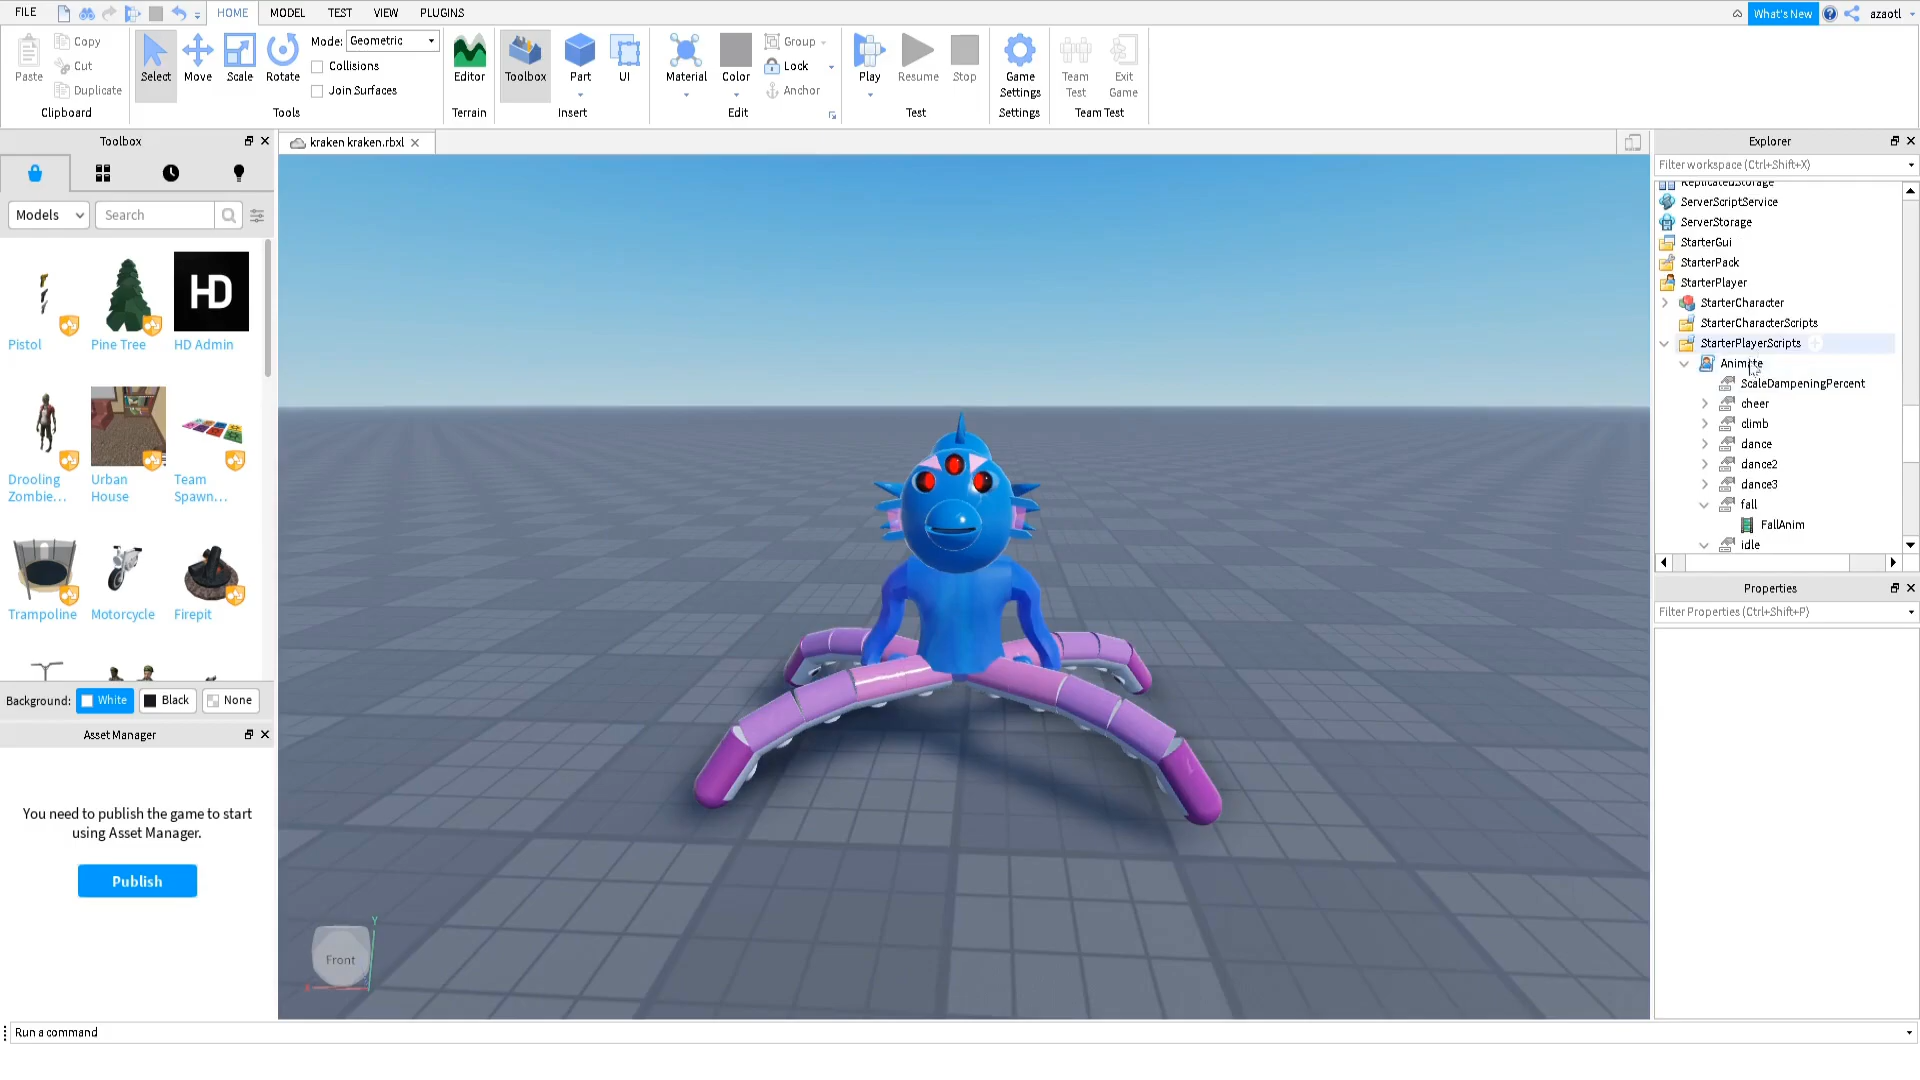 FILE
HOME
MODEL
TEST
VIEW
PLUGINS
What's New
azaotl
Paste
Copy
Cut
Duplicate
Clipboard
Select
Move
Scale
Rotate
Mode: Geometric
Collisions
Join Surfaces
Tools
Editor
Terrain
Toolbox
Part
UI
Insert
Material
Color
Group
Lock
Anchor
Edit
Play
Resume
Stop
Test
Game
Settings
Settings
Team
Test
Exit
Game
Team Test
Toolbox
Models
Search
Pistol
Pine Tree
HD
HD Admin
Drooling
Zombie...
Urban
House
Team
Spawn...
Trampoline
Motorcycle
Firepit
Background: White Black None
Asset Manager
You need to publish the game to start
using Asset Manager.
Publish
kraken kraken.rbxl
Front
Y
X
Explorer
Filter workspace (Ctrl+Shift+X)
ReplicatedStorage
ServerScriptService
ServerStorage
StarterGui
StarterPack
StarterPlayer
StarterCharacter
StarterCharacterScripts
StarterPlayerScripts
Animate
ScaleDampeningPercent
cheer
climb
dance
dance2
dance3
fall
FallAnim
idle
Properties
Filter Properties (Ctrl+Shift+P)
Run a command